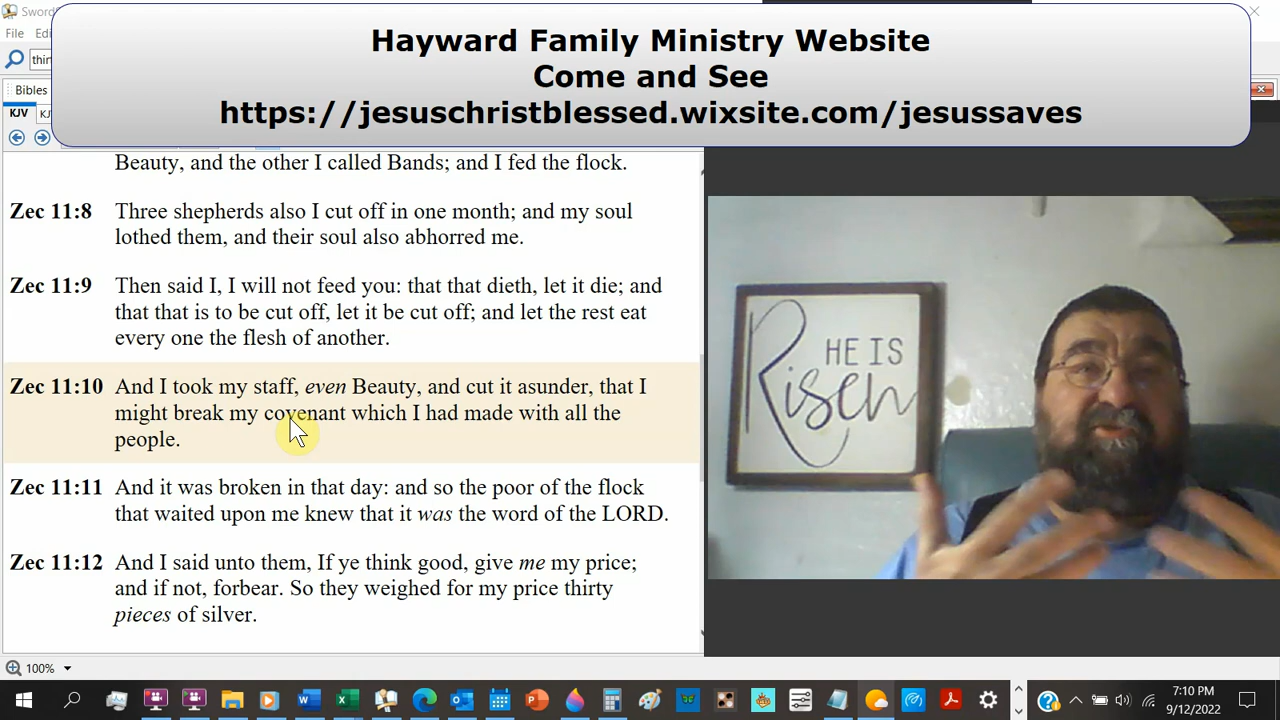 Hayward Family Ministry Website
Come and See
https://jesuschristblessed.wixsite.com/jesussaves
Sword
File Edi
thir
Bibles
KJV KJ
Beauty, and the other I called Bands; and I fed the flock.
Zec 11:8 Three shepherds also I cut off in one month; and my soul
lothed them, and their soul also abhorred me.
Zec 11:9 Then said I, I will not feed you: that that dieth, let it die; and
that that is to be cut off, let it be cut off; and let the rest eat
every one the flesh of another.
Zec 11:10 And I took my staff, even Beauty, and cut it asunder, that I
might break my covenant which I had made with all the
people.
Zec 11:11 And it was broken in that day: and so the poor of the flock
that waited upon me knew that it was the word of the LORD.
Zec 11:12 And I said unto them, If ye think good, give me my price;
and if not, forbear. So they weighed for my price thirty
pieces of silver.
HE IS
Risen
100%
7:10 PM
9/12/2022